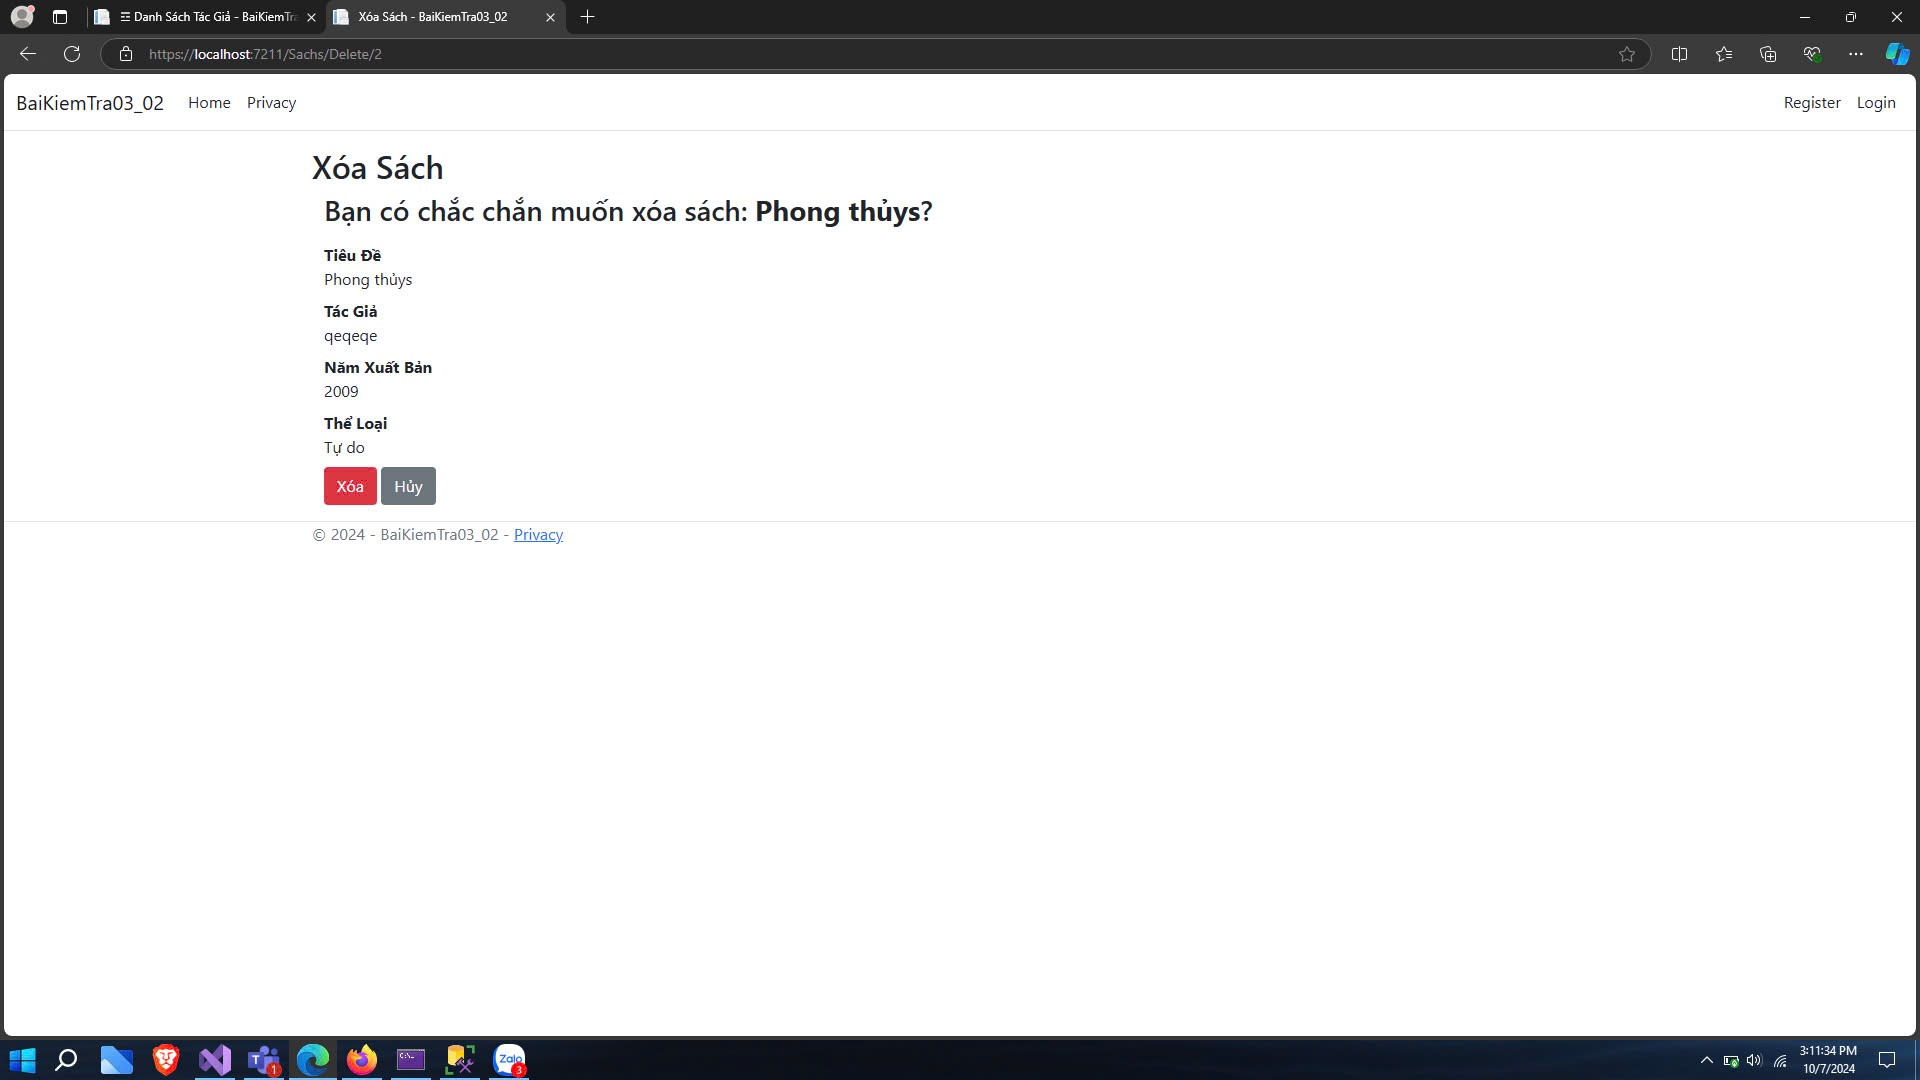 ☰ Danh Sách Tác Giả - BaiKiemTra
Xóa Sách - BaiKiemTra03_02
https://localhost:7211/Sachs/Delete/2
BaiKiemTra03_02 Home Privacy Register Login
Xóa Sách
Bạn có chắc chắn muốn xóa sách: Phong thủys?
Tiêu Đề
Phong thủys
Tác Giả
qeqeqe
Năm Xuất Bản
2009
Thể Loại
Tự do
Xóa Hủy
© 2024 - BaiKiemTra03_02 - Privacy
T 1
C:\_
Zalo 3
3:11:34 PM
10/7/2024